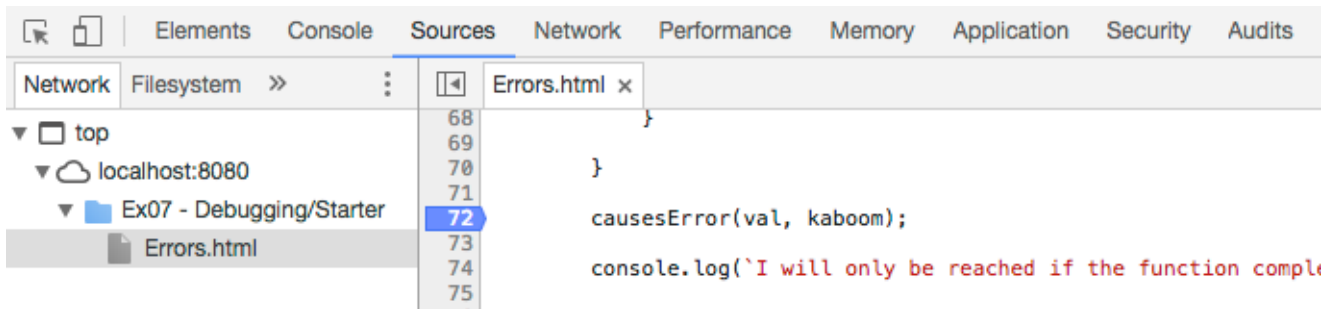 Elements Console Sources Network Performance Memory Application Security Audits
Network Filesystem »
Errors.html ×
top
localhost:8080
Ex07 - Debugging/Starter
Errors.html
68 }
69
70 }
71
72 causesError(val, kaboom);
73
74 console.log(`I will only be reached if the function comple
75